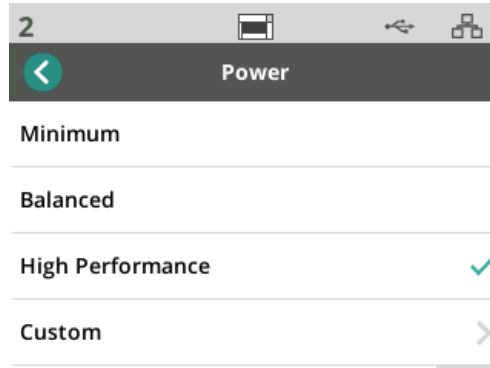 2
Power
Minimum
Balanced
High Performance
Custom